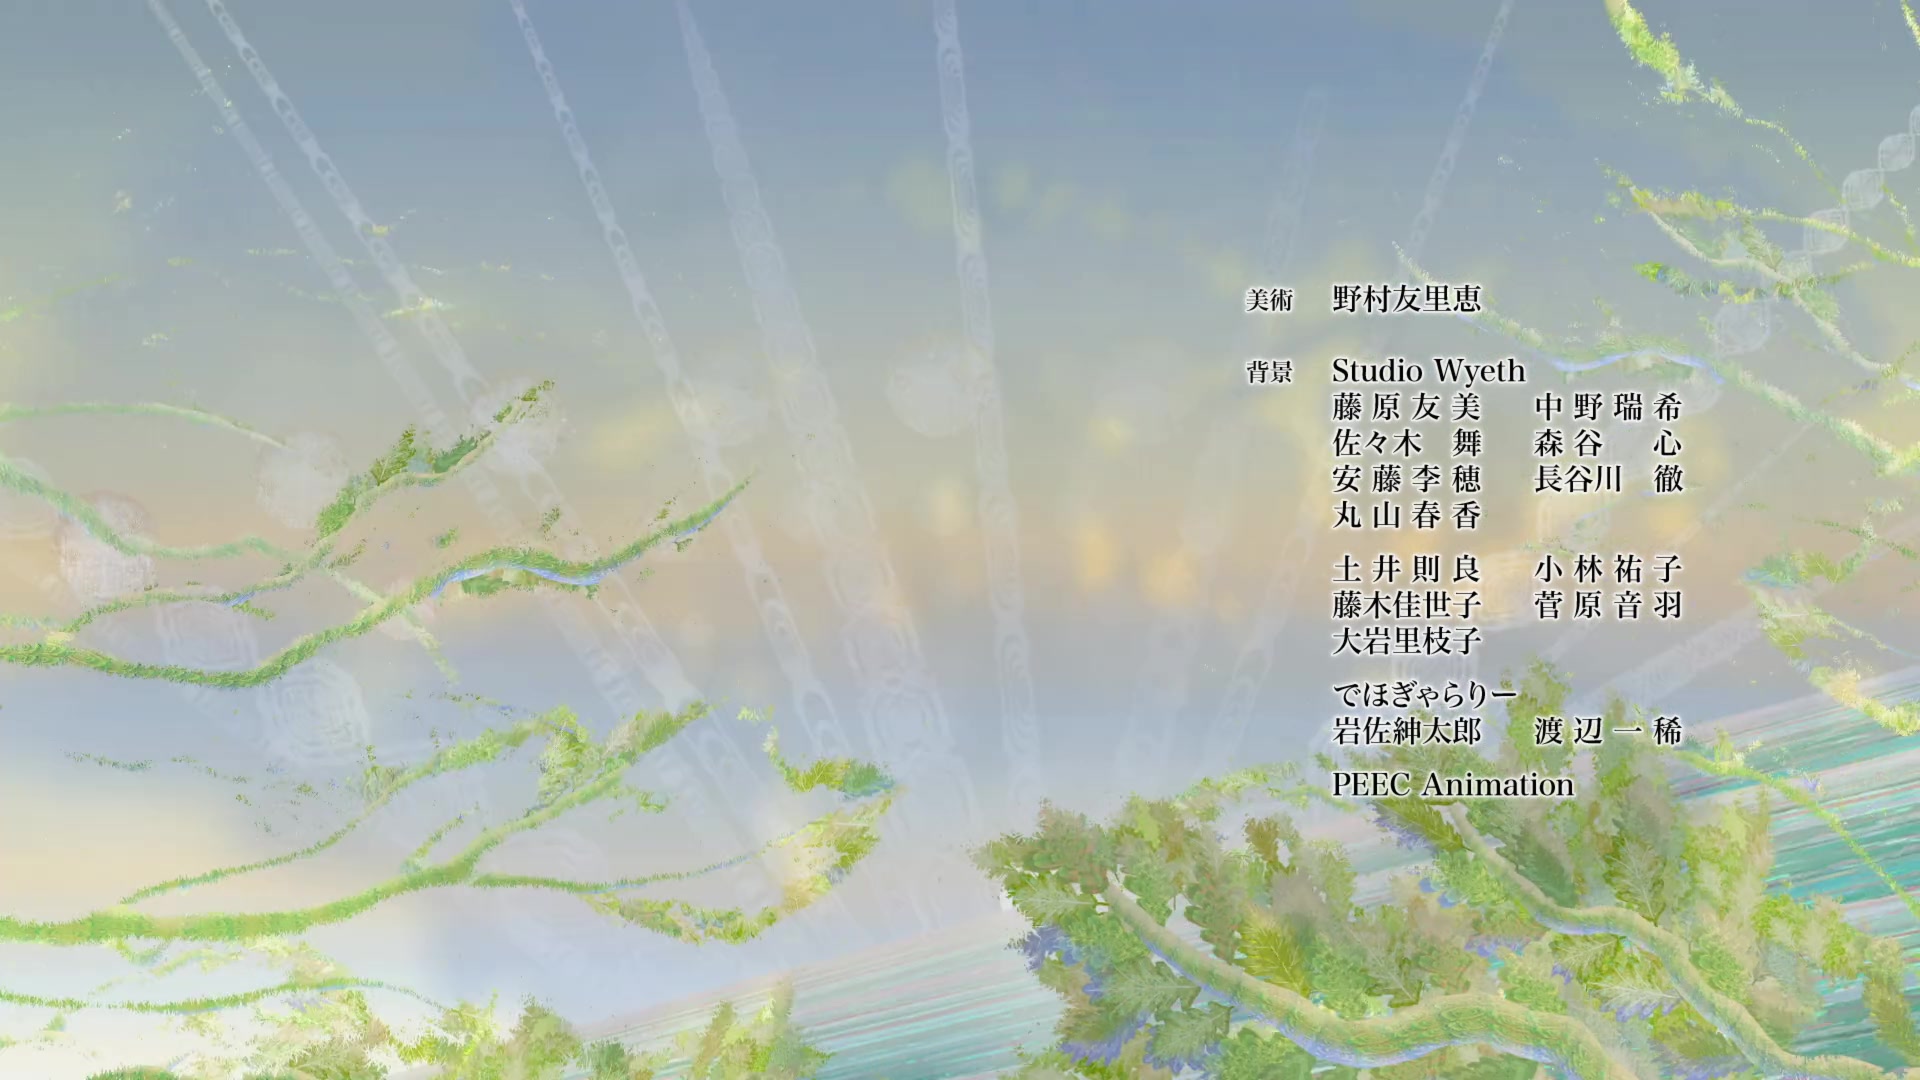 美術 野村友里恵
背景 Studio Wyeth
藤原友美 中野瑞希
佐々木 舞 森谷 心
安藤李穂 長谷川 徹
丸山春香
土井則良 小林祐子
藤木佳世子 菅原音羽
大岩里枝子
でほぎゃらりー
岩佐紳太郎 渡辺一稀
PEEC Animation